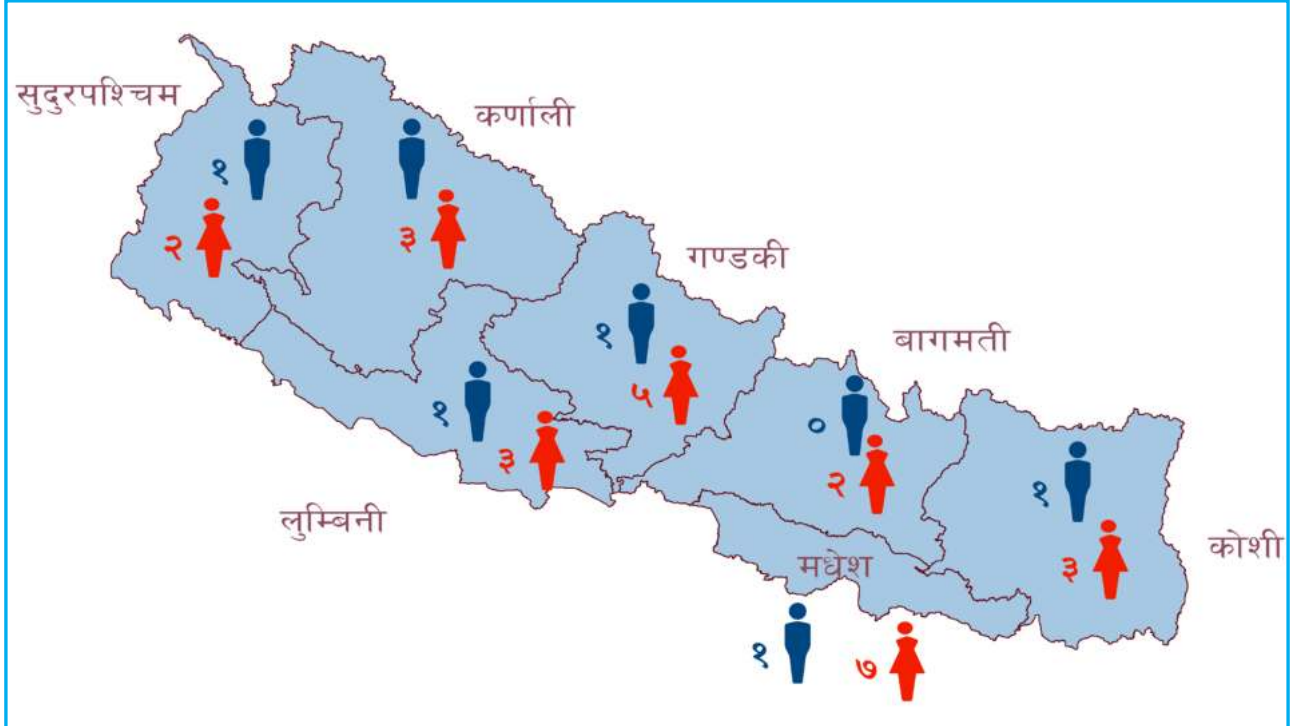 सुदुरपश्चिम
कर्णाली
१
२
३
गण्डकी
१
५
बागमती
१
३
०
२
लुम्बिनी
१
३
कोशी
मधेश
१
७